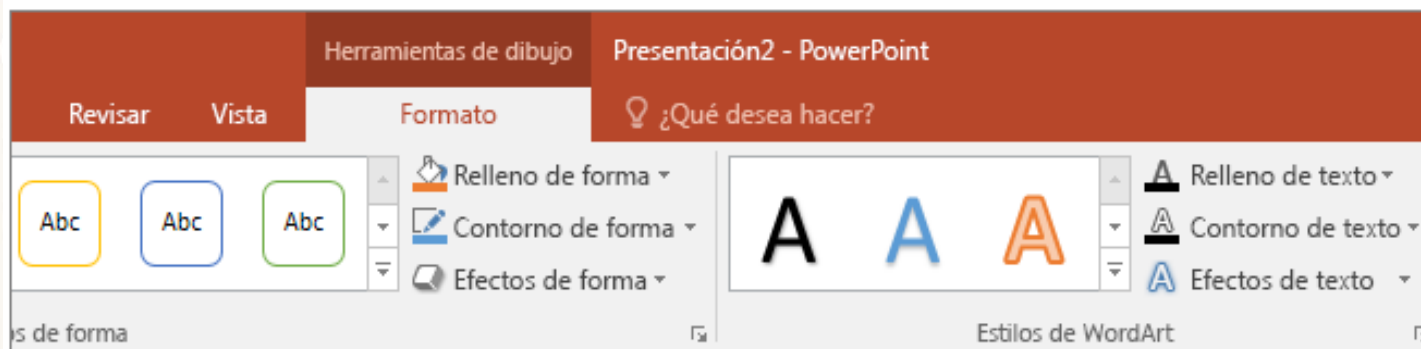 Herramientas de dibujo Presentación2 - PowerPoint
Revisar Vista Formato ¿Qué desea hacer?
Abc Abc Abc
Relleno de forma
Contorno de forma
Efectos de forma
A A A
Relleno de texto
Contorno de texto
Efectos de texto
s de forma
Estilos de WordArt